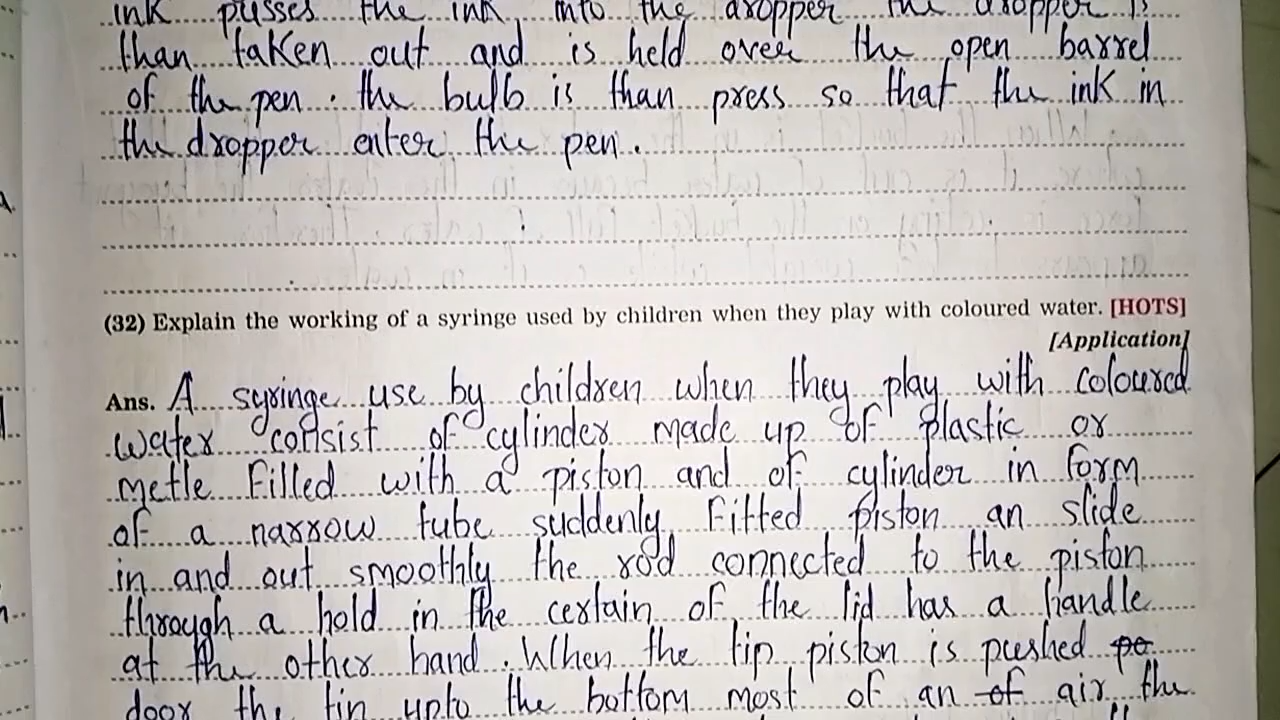 ink pusses the ink, into the dropper the dropper is
than taken out and is held over the open barrel
of the pen. the bulb is than press so that the ink in
the dropper enter the pen.
(32) Explain the working of a syringe used by children when they play with coloured water. [HOTS]
[Application]
Ans. A syringe use by children when they play with coloured
water consist of cylinder made up of plastic or
metle filled with a piston and of cylinder in form
of a narrow tube suddenly fitted piston an slide
in and out smoothly the rod connected to the piston
through a hold in the certain of the lid has a handle
at the other hand. When the tip piston is pushed po
door the tin upto the bottom most of an of air the